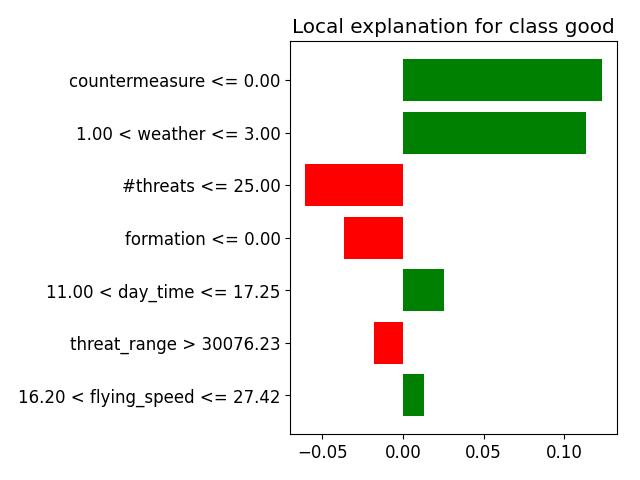 Local explanation for class good
countermeasure <= 0.00
1.00 < weather <= 3.00
#threats <= 25.00
formation <= 0.00
11.00 < day_time <= 17.25
threat_range > 30076.23
16.20 < flying_speed <= 27.42
−0.05 0.00 0.05 0.10